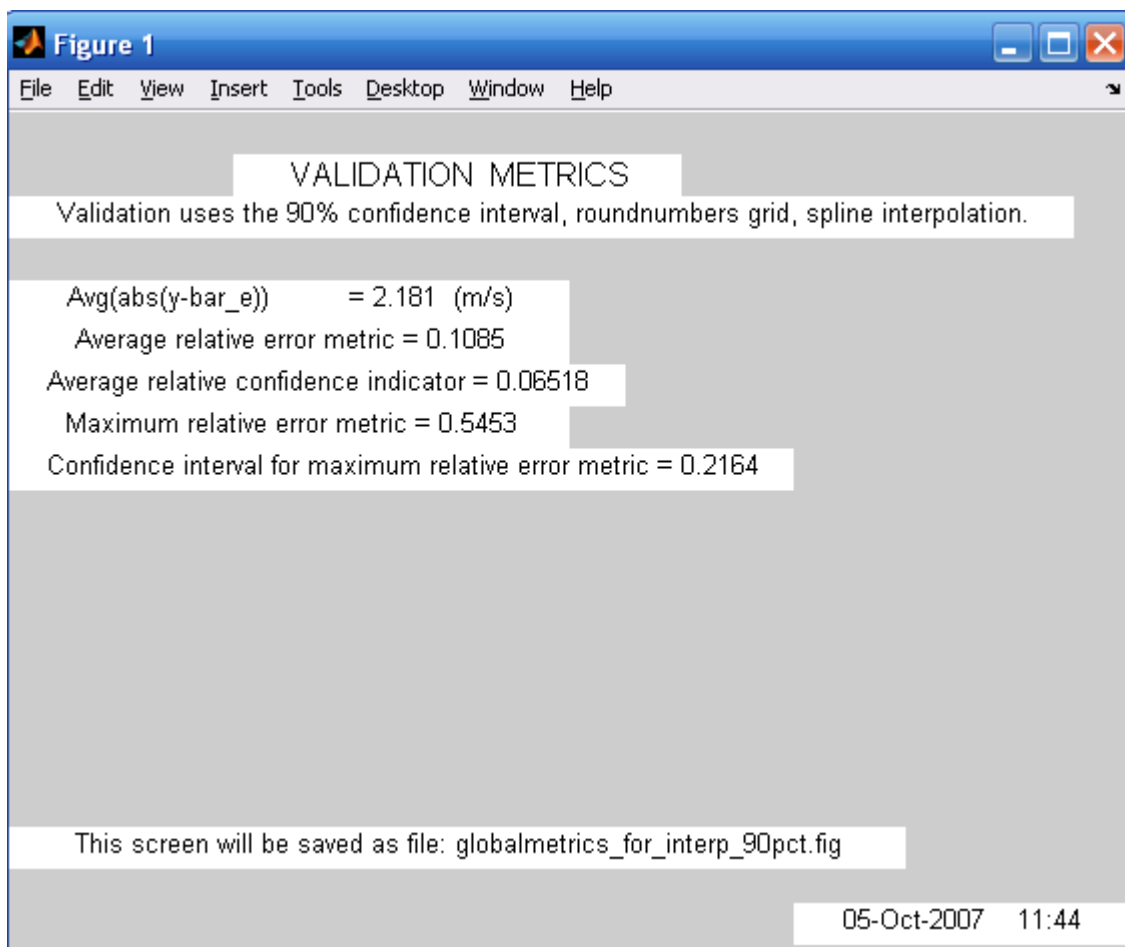 Figure 1
File Edit View Insert Tools Desktop Window Help
VALIDATION METRICS
Validation uses the 90% confidence interval, roundnumbers grid, spline interpolation.
Avg(abs(y-bar_e)) = 2.181 (m/s)
Average relative error metric = 0.1085
Average relative confidence indicator = 0.06518
Maximum relative error metric = 0.5453
Confidence interval for maximum relative error metric = 0.2164
This screen will be saved as file: globalmetrics_for_interp_90pct.fig
05-Oct-2007 11:44